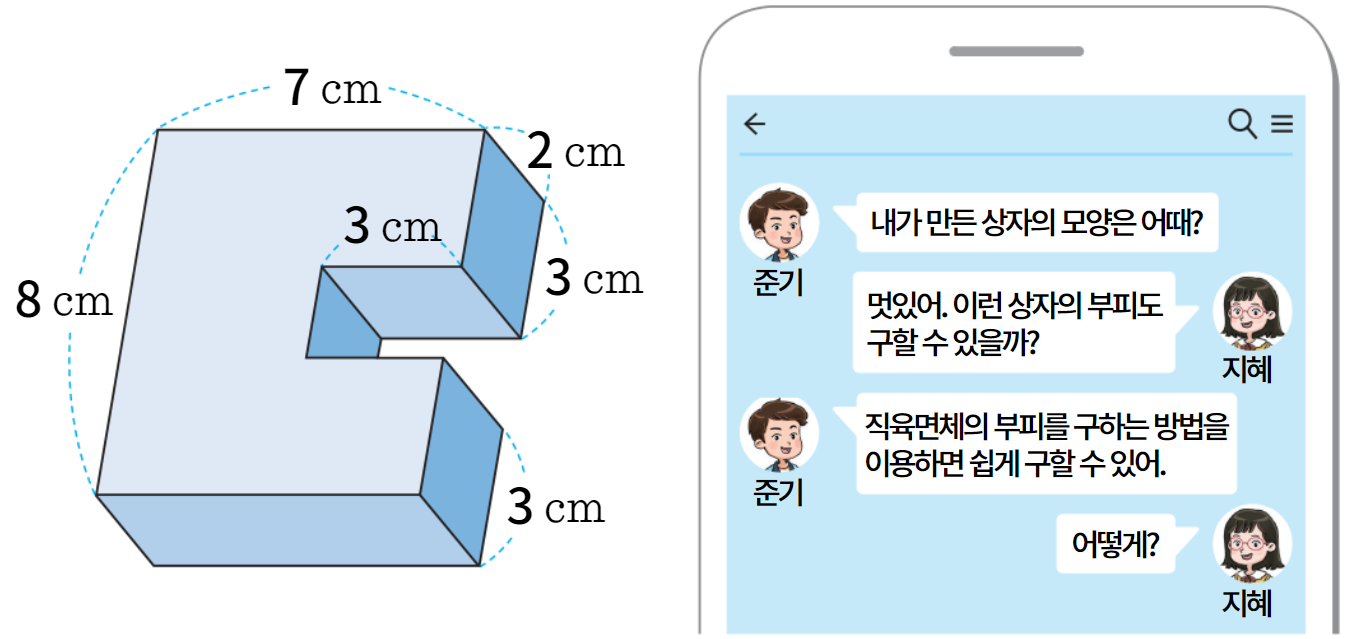 7 cm
2 cm
3 cm
3 cm
8 cm
3 cm
내가 만든 상자의 모양은 어때?
준기
멋있어. 이런 상자의 부피도
구할 수 있을까?
지혜
직육면체의 부피를 구하는 방법을
이용하면 쉽게 구할 수 있어.
준기
어떻게?
지혜